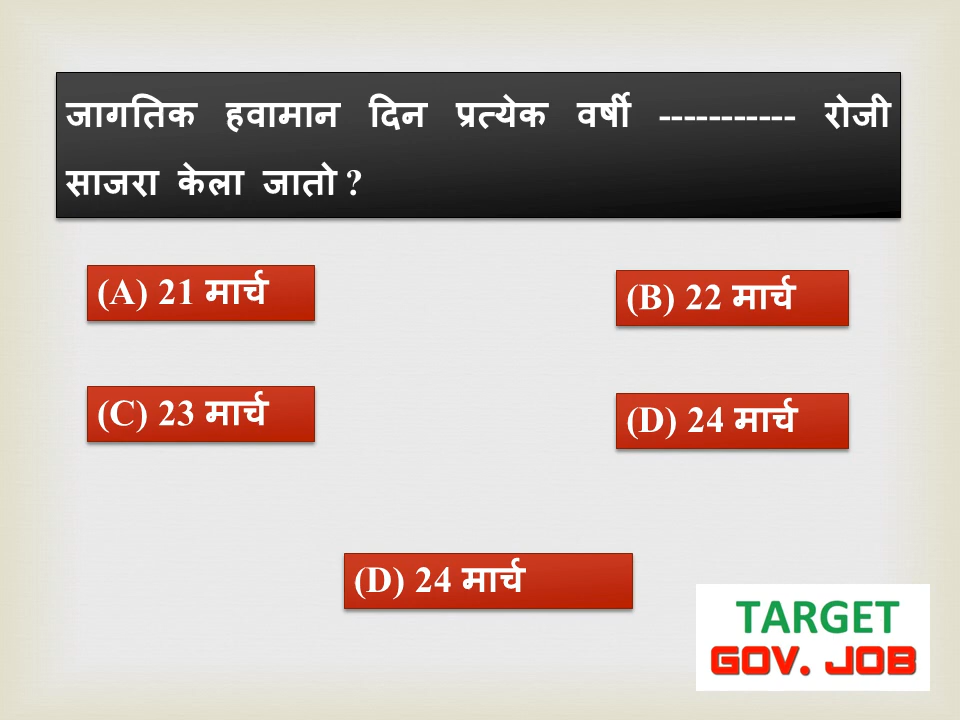 जागतिक हवामान दिन प्रत्येक वर्षी ----------- रोजी
साजरा केला जातो ?
(A) 21 मार्च
(B) 22 मार्च
(C) 23 मार्च
(D) 24 मार्च
(D) 24 मार्च
TARGET
GOV. JOB